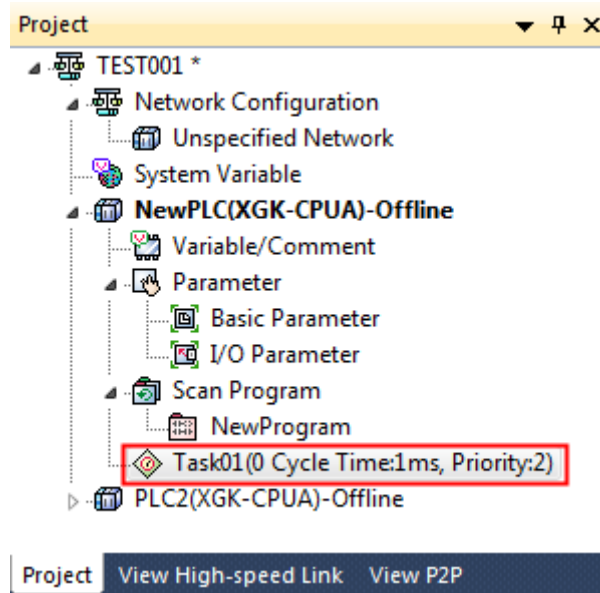 Project
TEST001 *
Network Configuration
Unspecified Network
System Variable
NewPLC(XGK-CPUA)-Offline
Variable/Comment
Parameter
Basic Parameter
I/O Parameter
Scan Program
NewProgram
Task01(0 Cycle Time:1ms, Priority:2)
PLC2(XGK-CPUA)-Offline
Project View High-speed Link View P2P